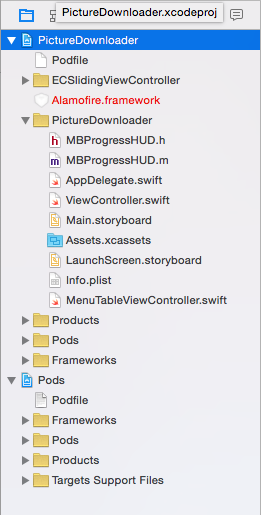 PictureDownloader.xcodeproj
PictureDownloader
Podfile
ECSlidingViewController
Alamofire.framework
PictureDownloader
h MBProgressHUD.h
m MBProgressHUD.m
AppDelegate.swift
ViewController.swift
Main.storyboard
Assets.xcassets
LaunchScreen.storyboard
Info.plist
MenuTableViewController.swift
Products
Pods
Frameworks
Pods
Podfile
Frameworks
Pods
Products
Targets Support Files